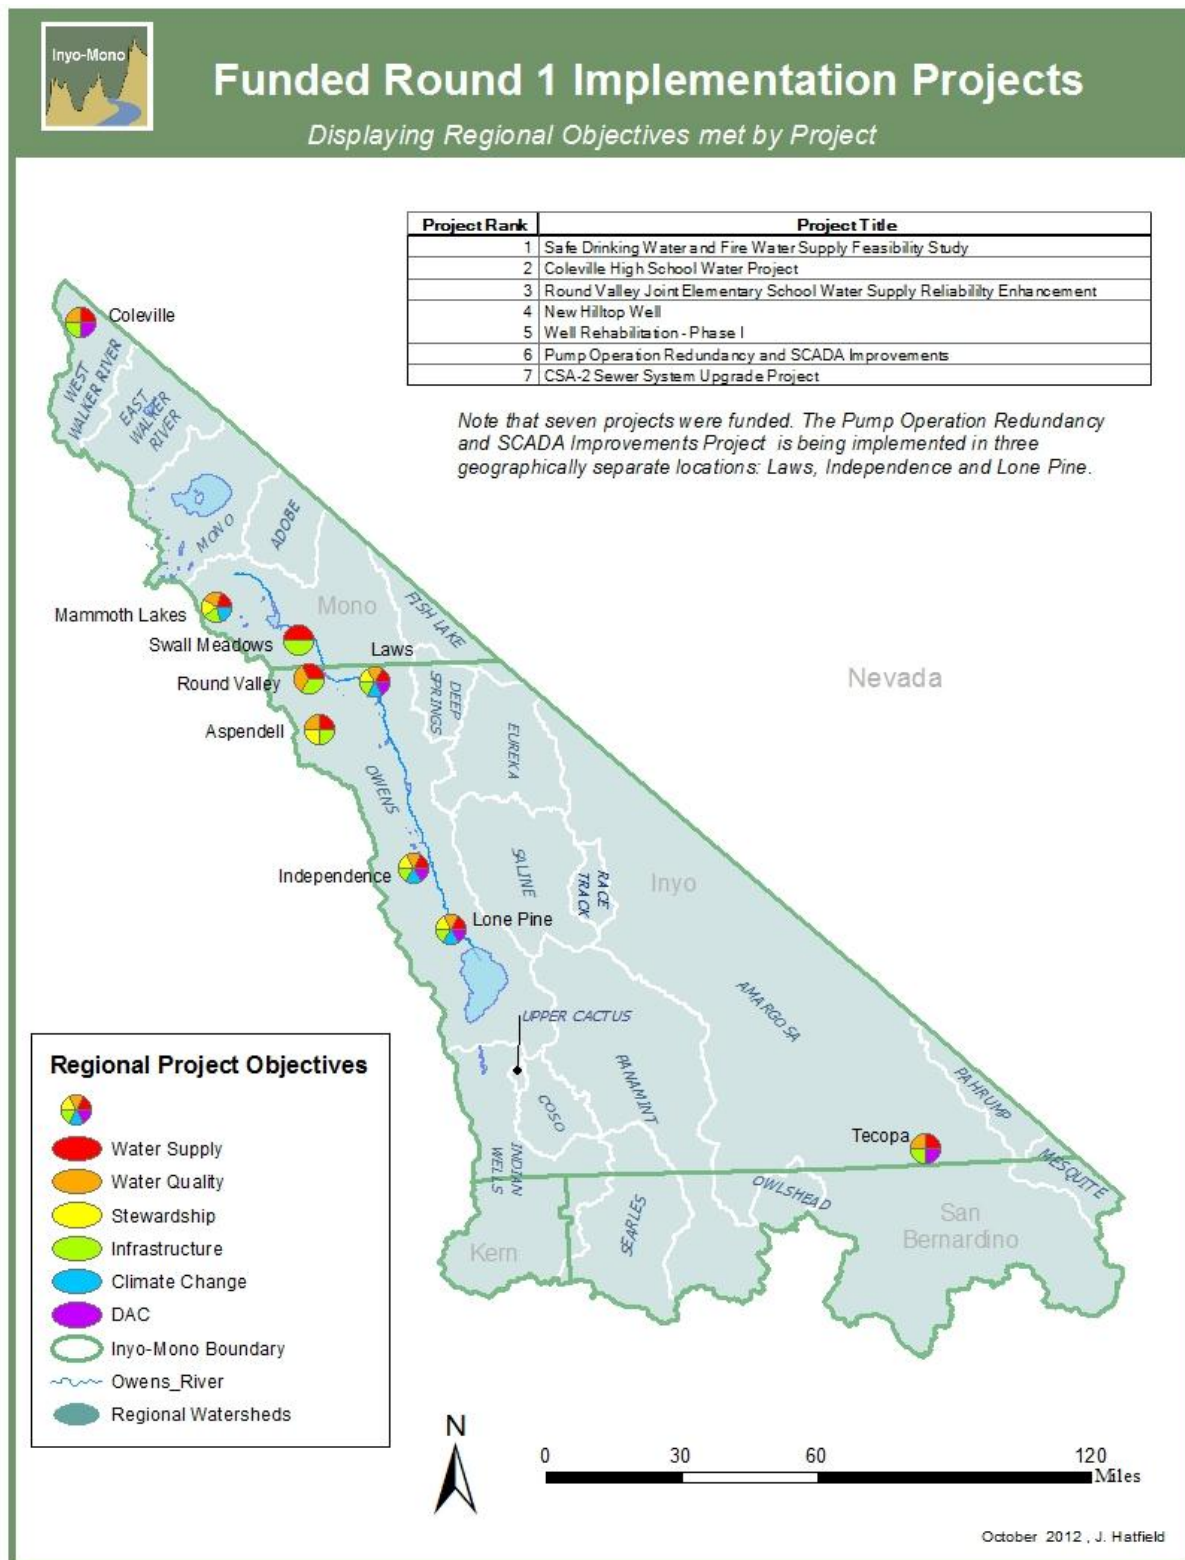 Inyo-Mono
Funded Round 1 Implementation Projects
Displaying Regional Objectives met by Project
Project Rank Project Title
1 Safe Drinking Water and Fire Water Supply Feasibility Study
2 Coleville High School Water Project
3 Round Valley Joint Elementary School Water Supply Reliablilty Enhancement
4 New Hilltop Well
5 Well Rehabilitation - Phase I
6 Pump Operation Redundancy and SCADA Improvements
7 CSA-2 Sewer System Upgrade Project
Note that seven projects were funded. The Pump Operation Redundancy
and SCADA Improvements Project is being implemented in three
geographically separate locations: Laws, Independence and Lone Pine.
Coleville
WEST
WALKER RIVER
EAST
WALKER
RIVER
MONO
ADOBE
Mono
FISH LAKE
Mammoth Lakes
Swall Meadows
Laws
Round Valley
DEEP
SPRINGS
Nevada
Aspendell
EUREKA
OWENS
Independence
SALINE
RACE
TRACK
Inyo
Lone Pine
AMARGOSA
UPPER CACTUS
PANAMINT
COSO
PAHRUMP
Tecopa
INDIAN
WELLS
MESQUITE
OWLSHEAD
SEARLES
San
Bernardino
Kern
Regional Project Objectives
Water Supply
Water Quality
Stewardship
Infrastructure
Climate Change
DAC
Inyo-Mono Boundary
Owens_River
Regional Watersheds
N
0 30 60 120
Miles
October 2012 , J. Hatfield